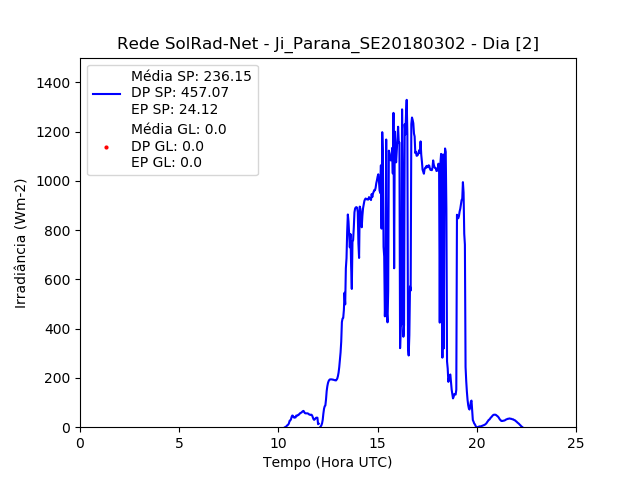 Rede SolRad-Net - Ji_Parana_SE20180302 - Dia [2]
Média SP: 236.15
DP SP: 457.07
EP SP: 24.12
Média GL: 0.0
DP GL: 0.0
EP GL: 0.0
Irradiância (Wm-2)
1400
1200
1000
800
600
400
200
0
0 5 10 15 20 25
Tempo (Hora UTC)